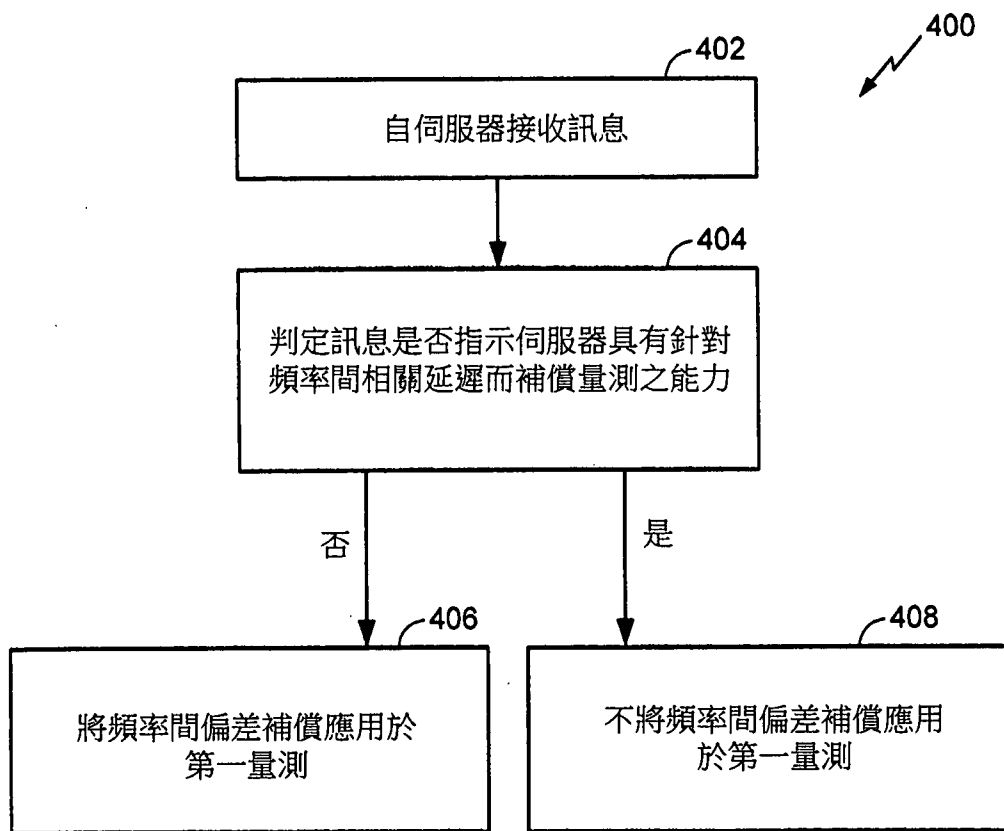 400
402
自伺服器接收訊息
404
判定訊息是否指示伺服器具有針對
頻率間相關延遲而補償量測之能力
否
是
406
將頻率間偏差補償應用於
第一量測
408
不將頻率間偏差補償應用
於第一量測